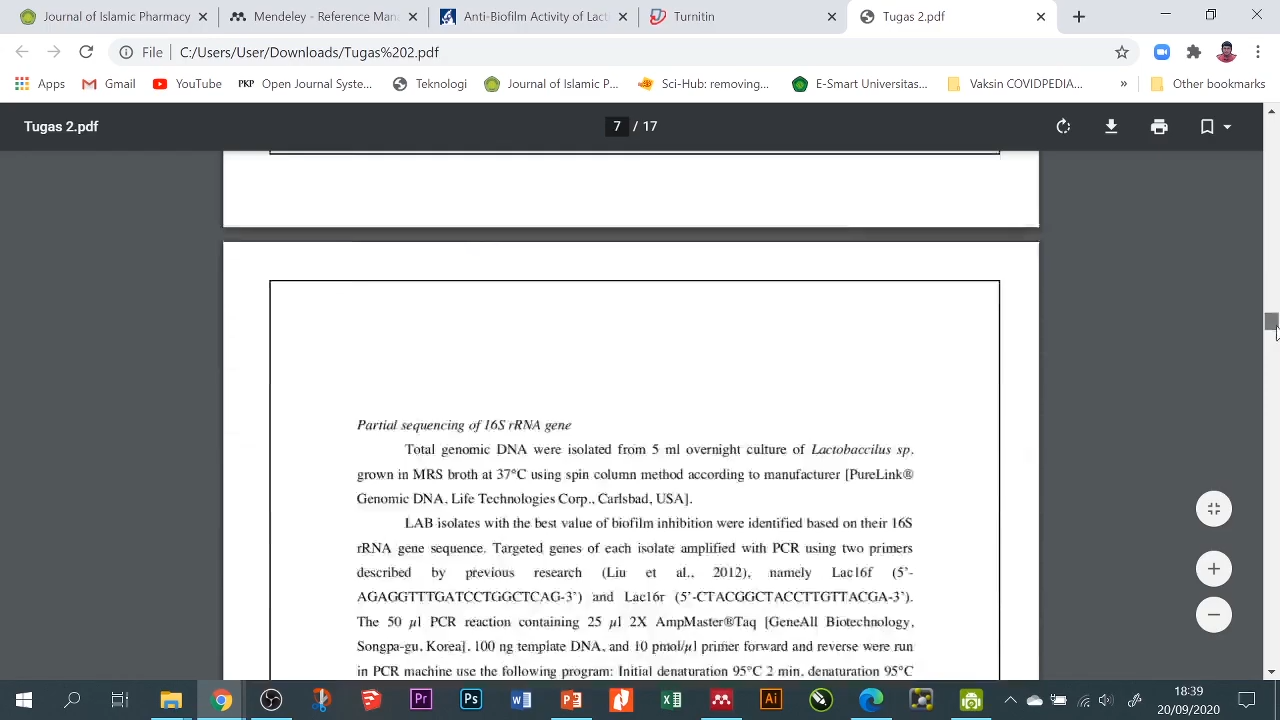 Journal of Islamic Pharmacy
Mendeley - Reference Mana
Anti-Biofilm Activity of Lact
Turnitin
Tugas 2.pdf
File
C:/Users/User/Downloads/Tugas%202.pdf
Apps
Gmail
YouTube
PKP Open Journal Syste...
Teknologi
Journal of Islamic P...
Sci-Hub: removing...
E-Smart Universitas...
Vaksin COVIDPEDIA...
»
Other bookmarks
Tugas 2.pdf
7 / 17
Partial sequencing of 16S rRNA gene
Total genomic DNA were isolated from 5 ml overnight culture of Lactobaccilus sp.
grown in MRS broth at 37°C using spin column method according to manufacturer [PureLink®
Genomic DNA, Life Technologies Corp., Carlsbad, USA].
LAB isolates with the best value of biofilm inhibition were identified based on their 16S
rRNA gene sequence. Targeted genes of each isolate amplified with PCR using two primers
described by previous research (Liu et al., 2012), namely Lac16f (5'-
AGAGGTTTGATCCTGGCTCAG-3') and Lac16r (5'-CTACGGCTACCTTGTTACGA-3').
The 50 µl PCR reaction containing 25 µl 2X AmpMaster®Taq [GeneAll Biotechnology,
Songpa-gu, Korea], 100 ng template DNA, and 10 pmol/µl primer forward and reverse were run
in PCR machine use the following program: Initial denaturation 95°C 2 min, denaturation 95°C
Pr
Ps
Ai
18:39
20/09/2020